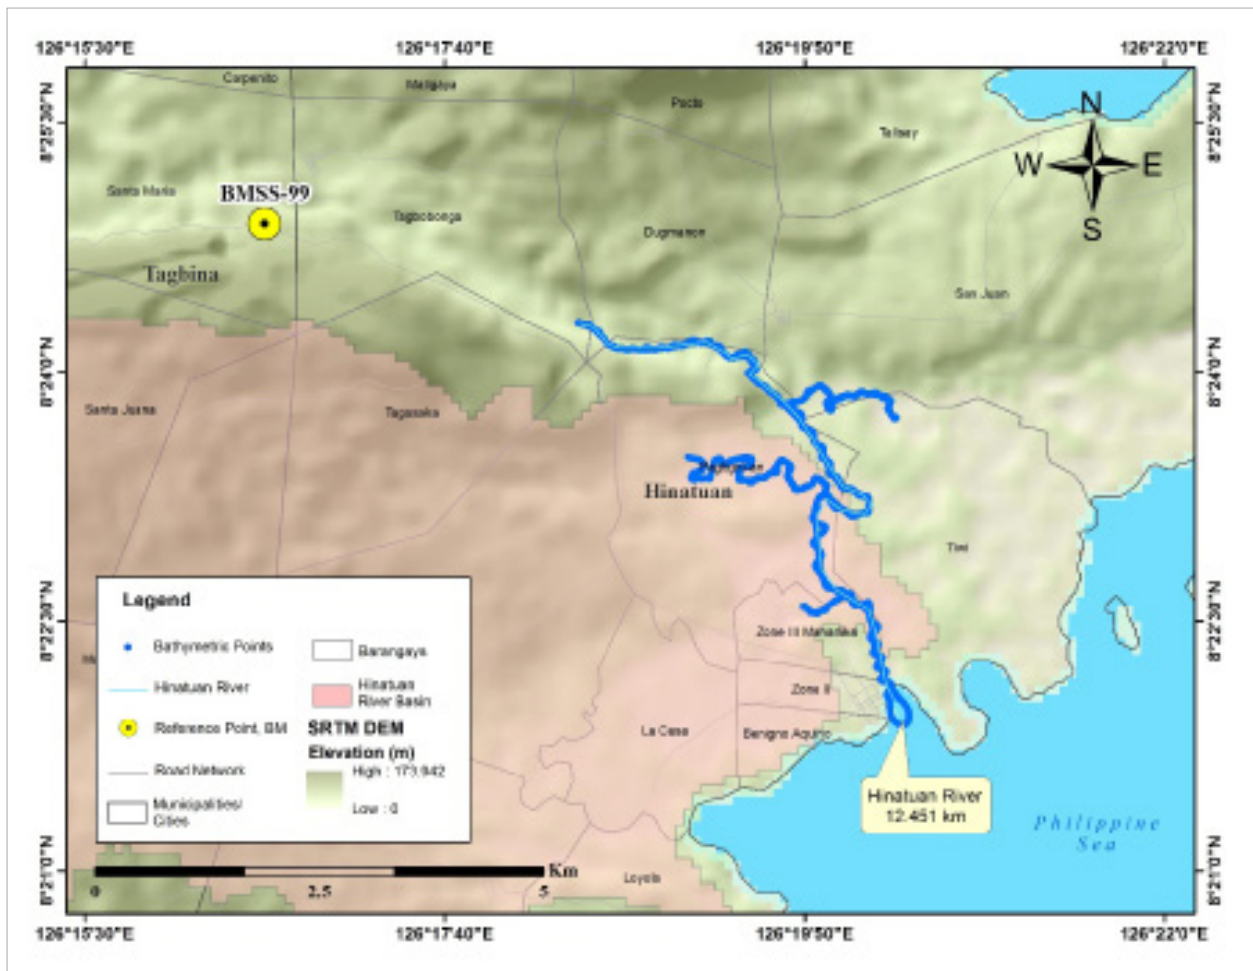 126°15'30"E 126°17'40"E 126°19'50"E 126°22'0"E
8°25'30"N 8°25'30"N
Carpenito
Maligaya
Pocto
Talisay
N
W E
S
Santa Maria
BMSS-99
Tagbobonga
Dugmanon
Tagbina
San Juan
8°24'0"N 8°24'0"N
Santa Juana
Tagasaka
Hinatuan
Tiwi
8°22'30"N 8°22'30"N
Zone III Maharlika
Zone II
La Casa
Benigno Aquino
Legend
Bathymetric Points
Hinatuan River
Reference Point, BM
Road Network
Municipalities/
Cities
Barangays
Hinatuan
River Basin
SRTM DEM
Elevation (m)
High : 173.942
Low : 0
Hinatuan River
12.451 km
Philippine
Sea
Km
0 2.5 5
Loyola
8°21'0"N 8°21'0"N
126°15'30"E 126°17'40"E 126°19'50"E 126°22'0"E